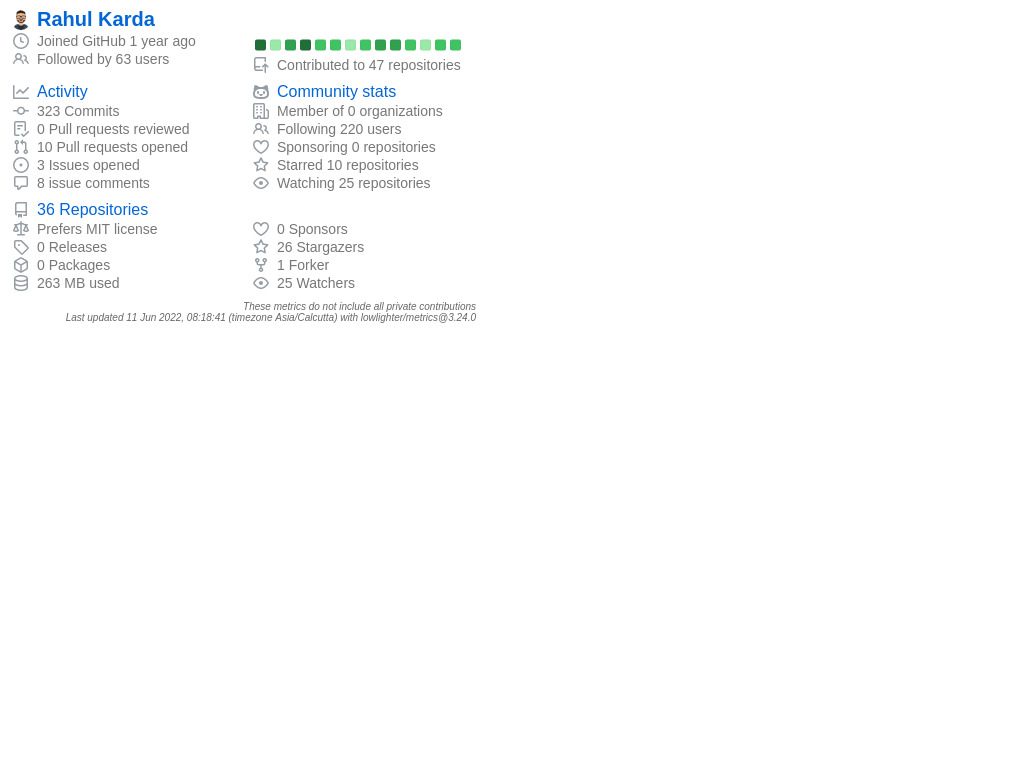 Rahul Karda
Joined GitHub 1 year ago
Followed by 63 users
Contributed to 47 repositories
Activity
323 Commits
0 Pull requests reviewed
10 Pull requests opened
3 Issues opened
8 issue comments
Community stats
Member of 0 organizations
Following 220 users
Sponsoring 0 repositories
Starred 10 repositories
Watching 25 repositories
36 Repositories
Prefers MIT license
0 Releases
0 Packages
263 MB used
0 Sponsors
26 Stargazers
1 Forker
25 Watchers
These metrics do not include all private contributions
Last updated 11 Jun 2022, 08:18:41 (timezone Asia/Calcutta) with lowlighter/metrics@3.24.0